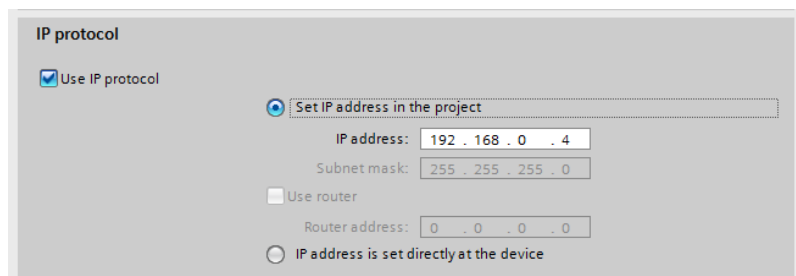 IP protocol
Use IP protocol
Set IP address in the project
IP address: 192 . 168 . 0 . 4
Subnet mask: 255 . 255 . 255 . 0
Use router
Router address: 0 . 0 . 0 . 0
IP address is set directly at the device